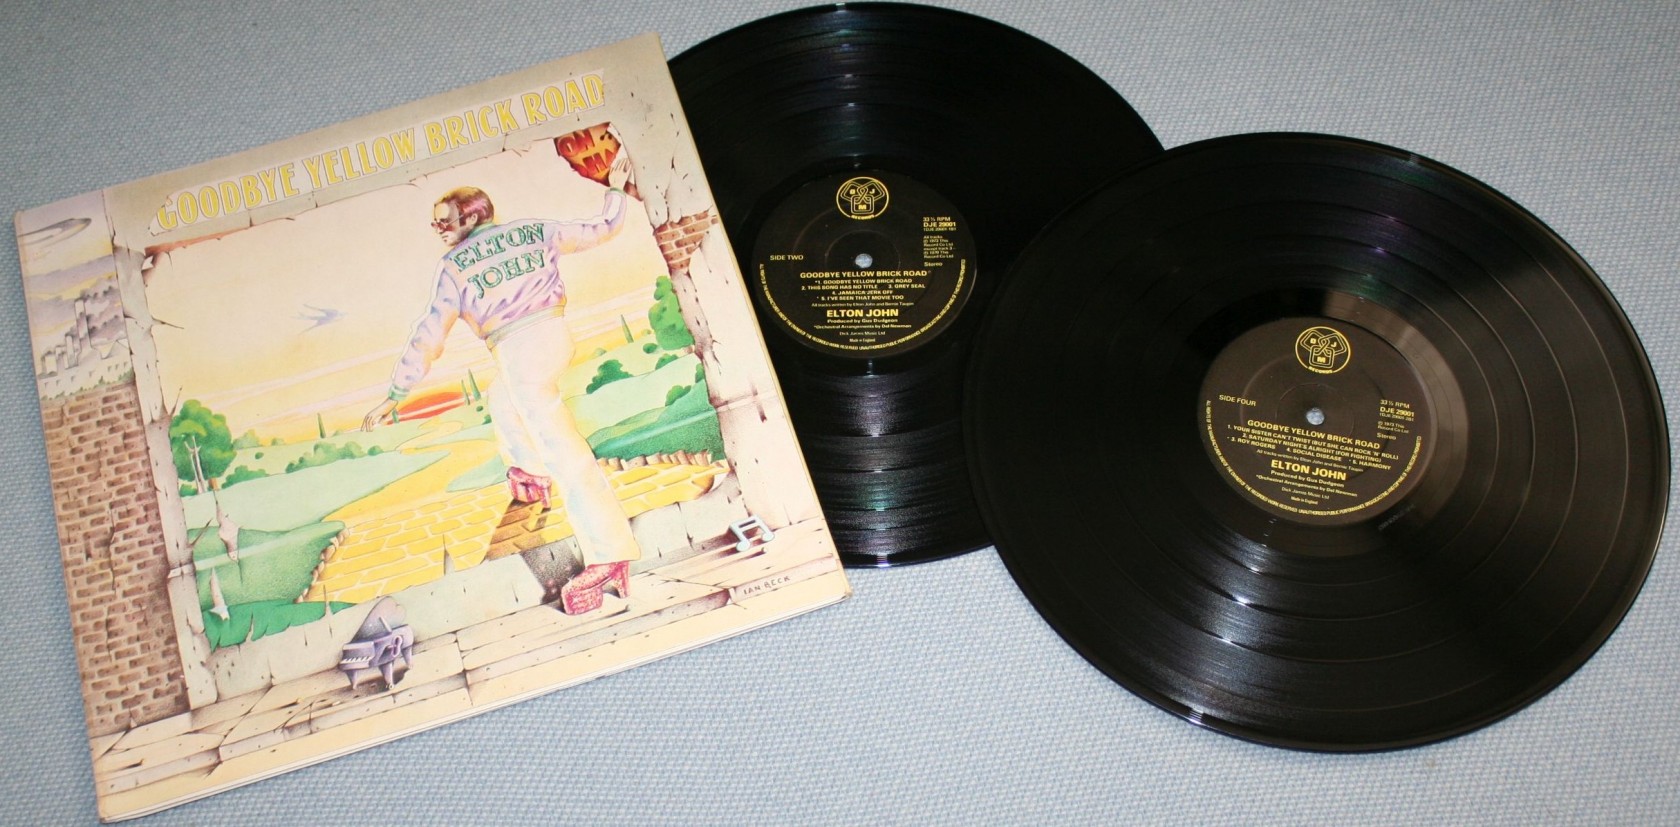 GOODBYE YELLOW BRICK ROAD
ELTON
JOHN
IAN·BECK
D J
M
RECORDS
33 ⅓ RPM
DJE 29001
SIDE TWO
Stereo
GOODBYE YELLOW BRICK ROAD
*1. GOODBYE YELLOW BRICK ROAD
2. THIS SONG HAS NO TITLE 3. GREY SEAL
4. JAMAICA JERK OFF
* 5. I'VE SEEN THAT MOVIE TOO
All tracks written by Elton John and Bernie Taupin
ELTON JOHN
Produced by Gus Dudgeon
*Orchestral Arrangements by Del Newman
Dick James Music Ltd
Made in England
D J
M
RECORDS
33 ⅓ RPM
DJE 29001
SIDE FOUR
Stereo
GOODBYE YELLOW BRICK ROAD
1. YOUR SISTER CAN'T TWIST (BUT SHE CAN ROCK 'N' ROLL)
2. SATURDAY NIGHT'S ALRIGHT (FOR FIGHTING)
* 3. ROY ROGERS 4. SOCIAL DISEASE * 5. HARMONY
All tracks written by Elton John and Bernie Taupin
ELTON JOHN
Produced by Gus Dudgeon
*Orchestral Arrangements by Del Newman
Dick James Music Ltd
Made in England